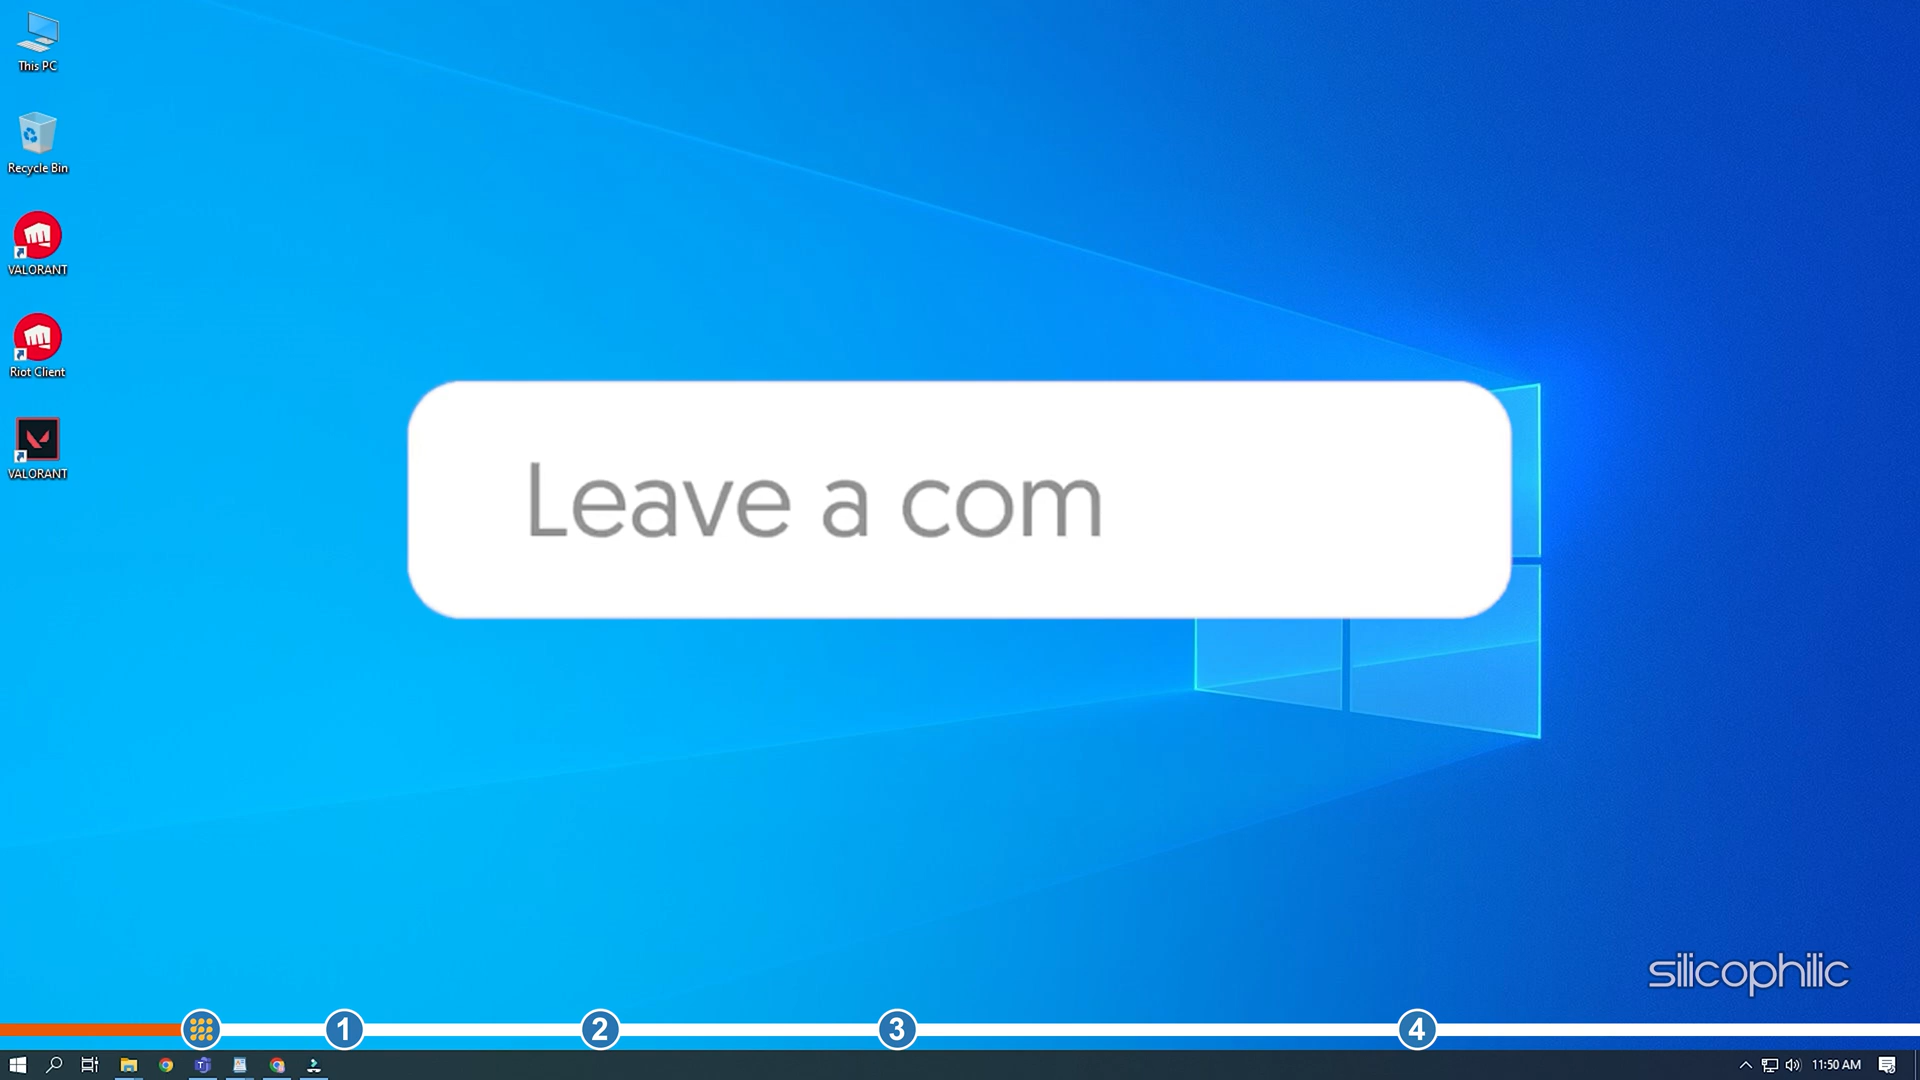 This PC
Recycle Bin
VALORANT
Riot Client
VALORANT
Leave a com
silicophilic
1 2 3 4
11:50 AM